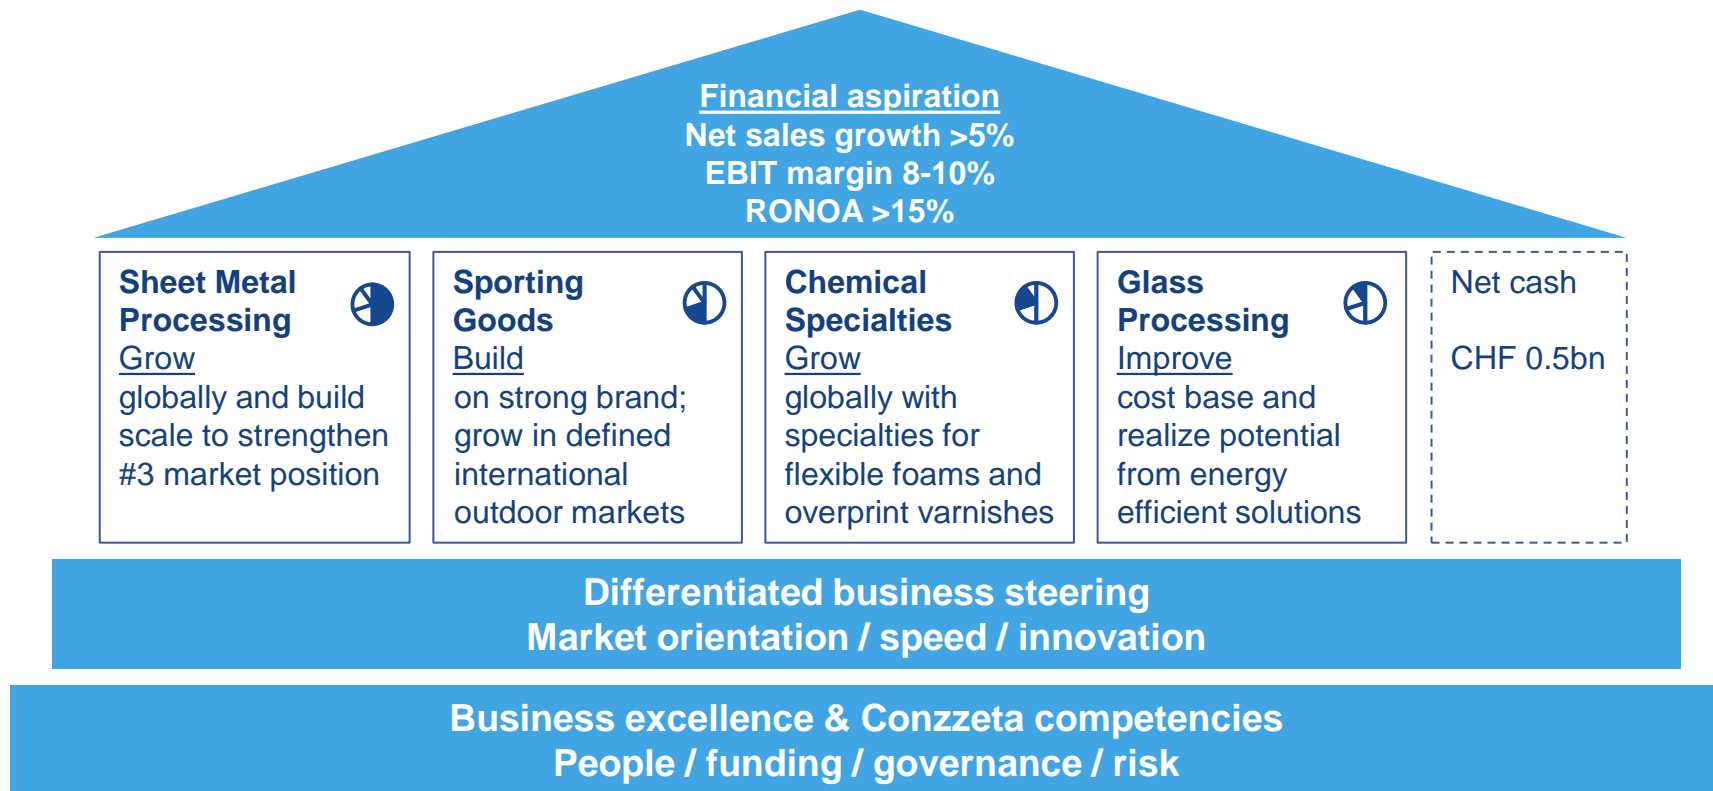 Financial aspiration
Net sales growth >5%
EBIT margin 8-10%
RONOA >15%
Sheet Metal
Processing
Grow
globally and build
scale to strengthen
#3 market position
Sporting
Goods
Build
on strong brand;
grow in defined
international
outdoor markets
Chemical
Specialties
Grow
globally with
specialties for
flexible foams and
overprint varnishes
Glass
Processing
Improve
cost base and
realize potential
from energy
efficient solutions
Net cash
CHF 0.5bn
Differentiated business steering
Market orientation / speed / innovation
Business excellence & Conzzeta competencies
People / funding / governance / risk